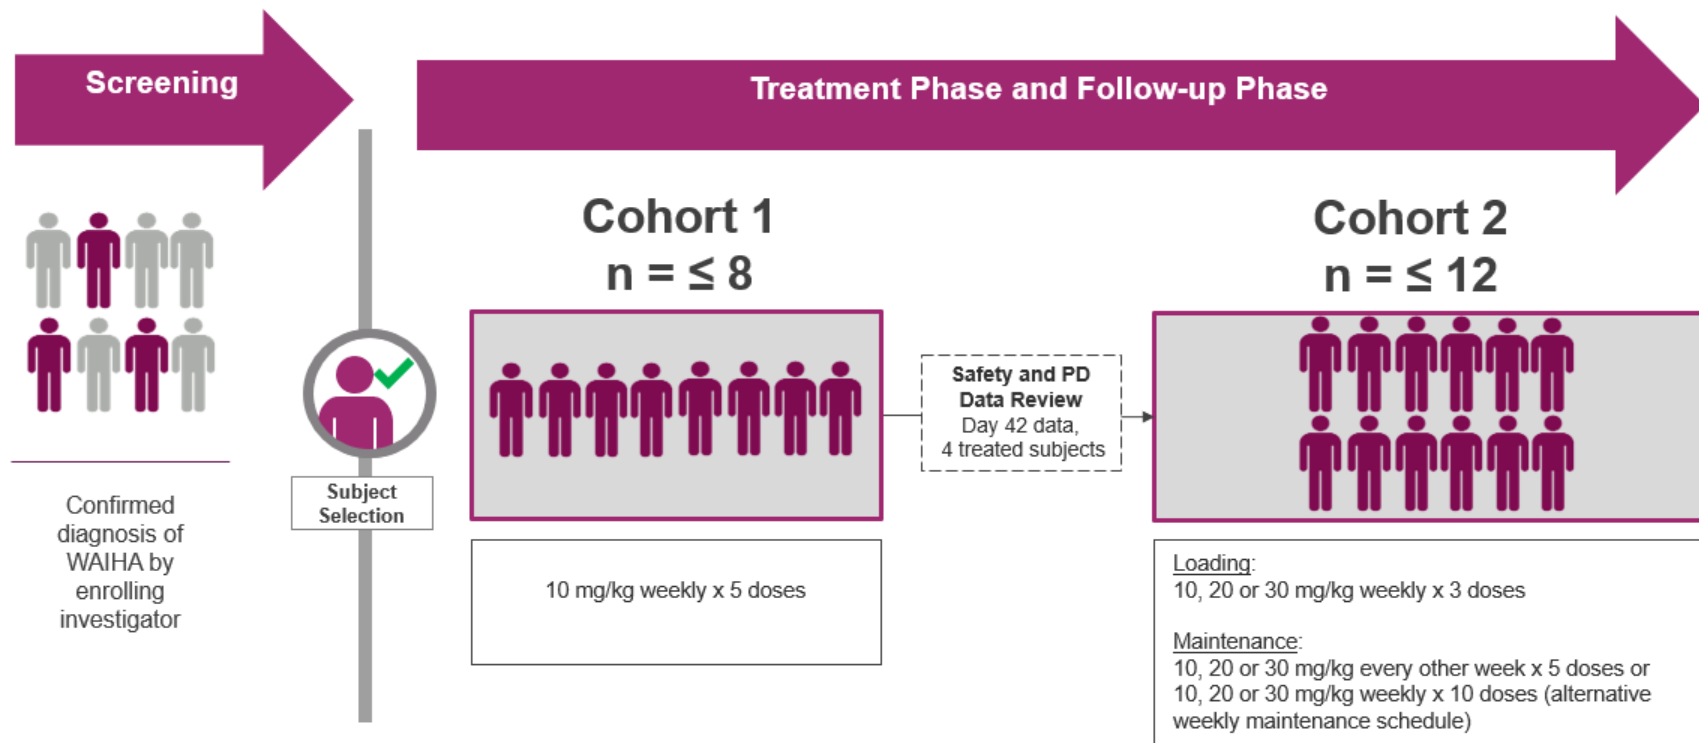 Screening
Treatment Phase and Follow-up Phase
Confirmed
diagnosis of
WAIHA by
enrolling
investigator
Subject
Selection
Cohort 1
n = ≤ 8
10 mg/kg weekly x 5 doses
Safety and PD
Data Review
Day 42 data,
4 treated subjects
Cohort 2
n = ≤ 12
Loading:
10, 20 or 30 mg/kg weekly x 3 doses
Maintenance:
10, 20 or 30 mg/kg every other week x 5 doses or
10, 20 or 30 mg/kg weekly x 10 doses (alternative
weekly maintenance schedule)